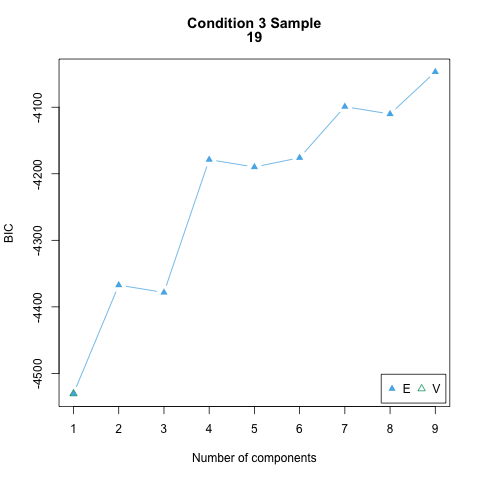 Condition 3 Sample
19
BIC
-4100
-4200
-4300
-4400
-4500
1 2 3 4 5 6 7 8 9
Number of components
E V